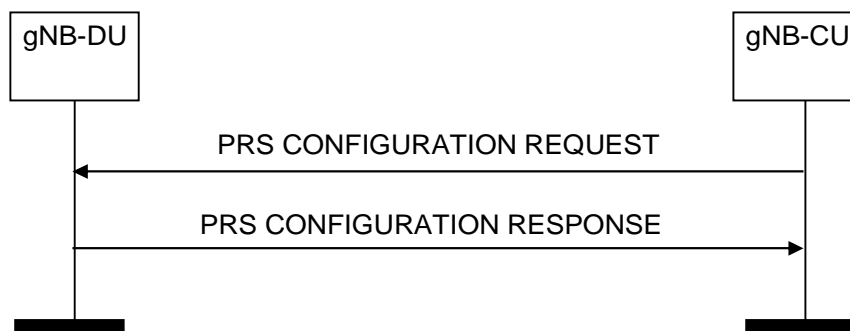 gNB-DU
gNB-CU
PRS CONFIGURATION REQUEST
PRS CONFIGURATION RESPONSE